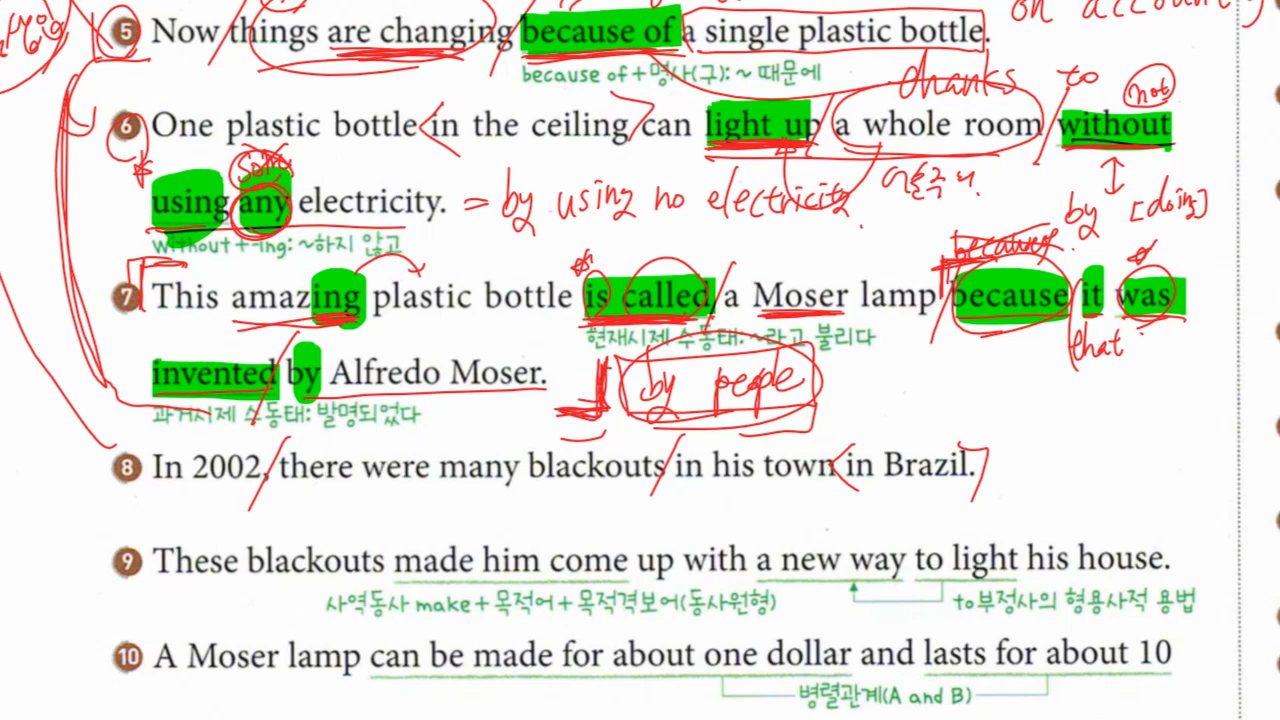 on account
5 Now things are changing because of a single plastic bottle.
because of + 명사(구): ~ 때문에
thanks to
not
6 One plastic bottle in the ceiling can light up a whole room without
some
using any electricity. = by using no electricity
without + -ing: ~하지 않고
by [doing]
because
7 This amazing plastic bottle is called a Moser lamp because it was
현재시제 수동태: ~라고 불리다
that
invented by Alfredo Moser.
by people
과거시제 수동태: 발명되었다
8 In 2002, there were many blackouts in his town in Brazil.
9 These blackouts made him come up with a new way to light his house.
사역동사 make + 목적어 + 목적격보어(동사원형)
to부정사의 형용사적 용법
10 A Moser lamp can be made for about one dollar and lasts for about 10
병렬관계(A and B)